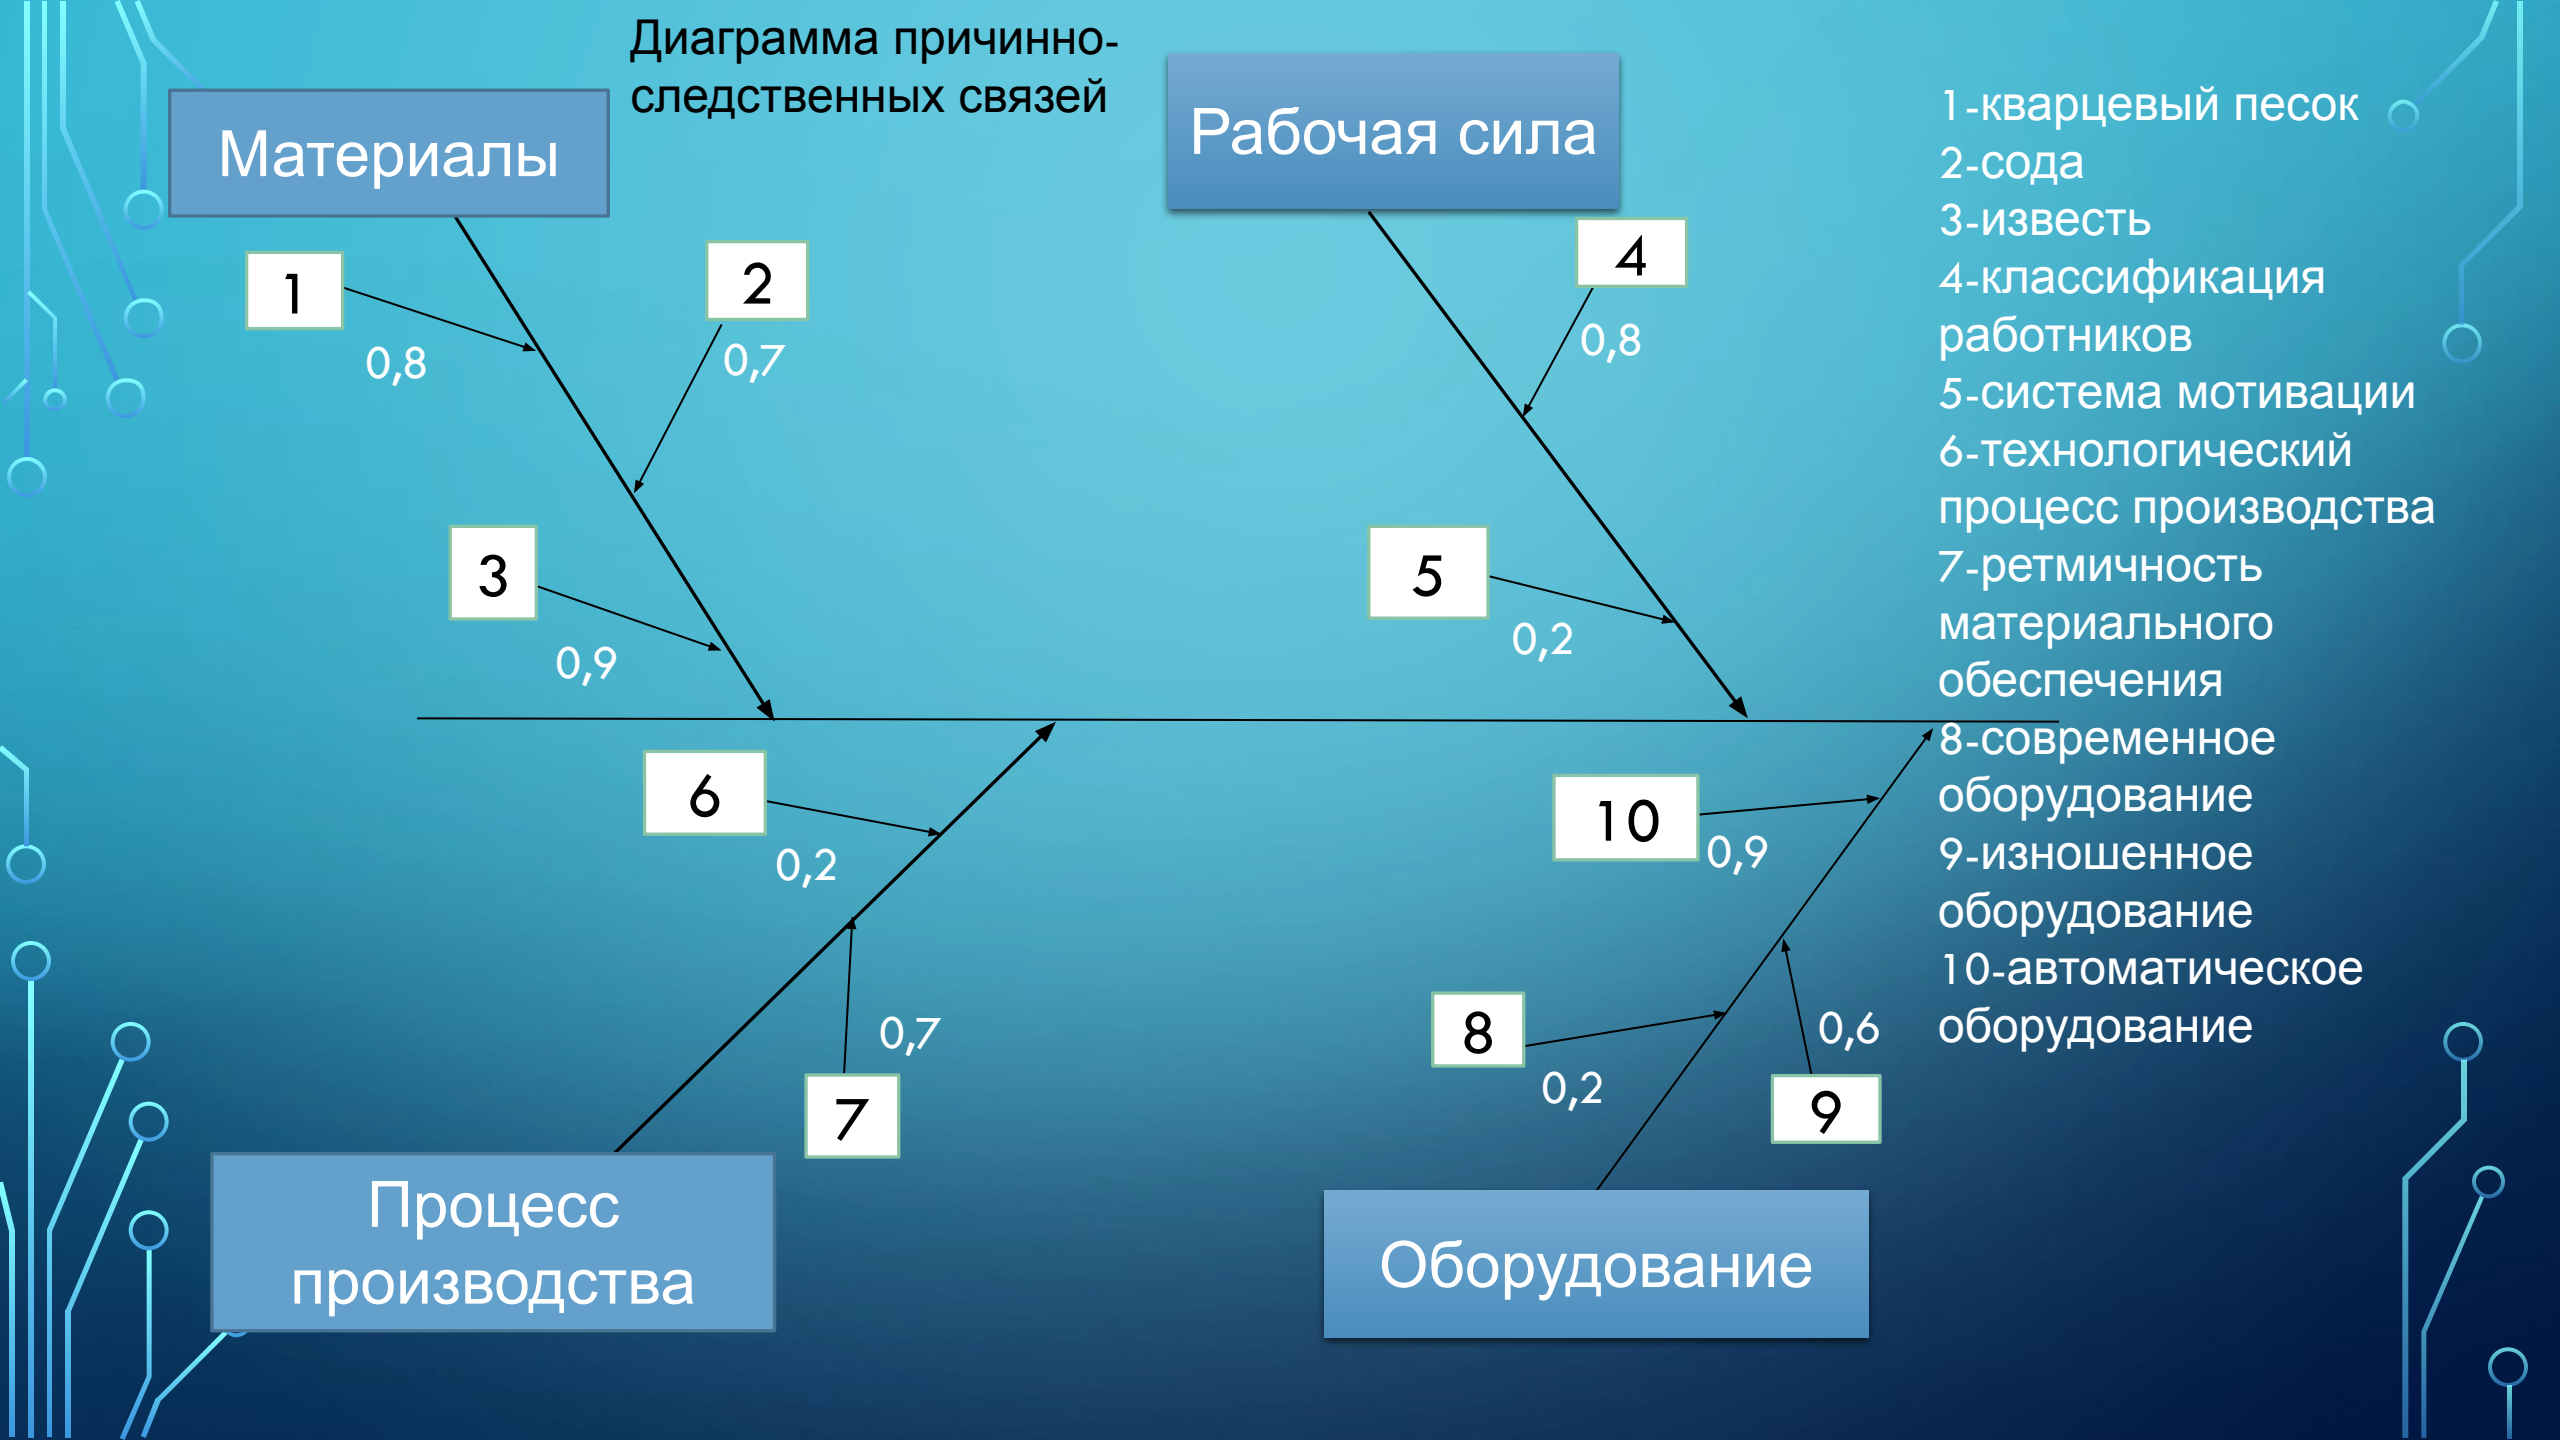 Диаграмма причинно-
следственных связей
Материалы
Рабочая сила
1
0,8
2
0,7
3
0,9
4
0,8
5
0,2
6
0,2
7
0,7
10
0,9
8
0,2
9
0,6
Процесс
производства
Оборудование
1-кварцевый песок
2-сода
3-известь
4-классификация
работников
5-система мотивации
6-технологический
процесс производства
7-ретмичность
материального
обеспечения
8-современное
оборудование
9-изношенное
оборудование
10-автоматическое
оборудование